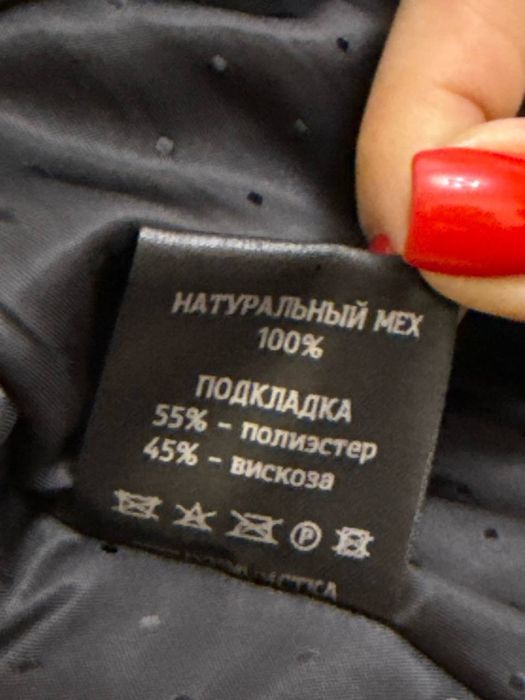 НАТУРАЛЬНЫЙ МЕХ
100%
ПОДКЛАДКА
55% - полиэстер
45% - вискоза
P